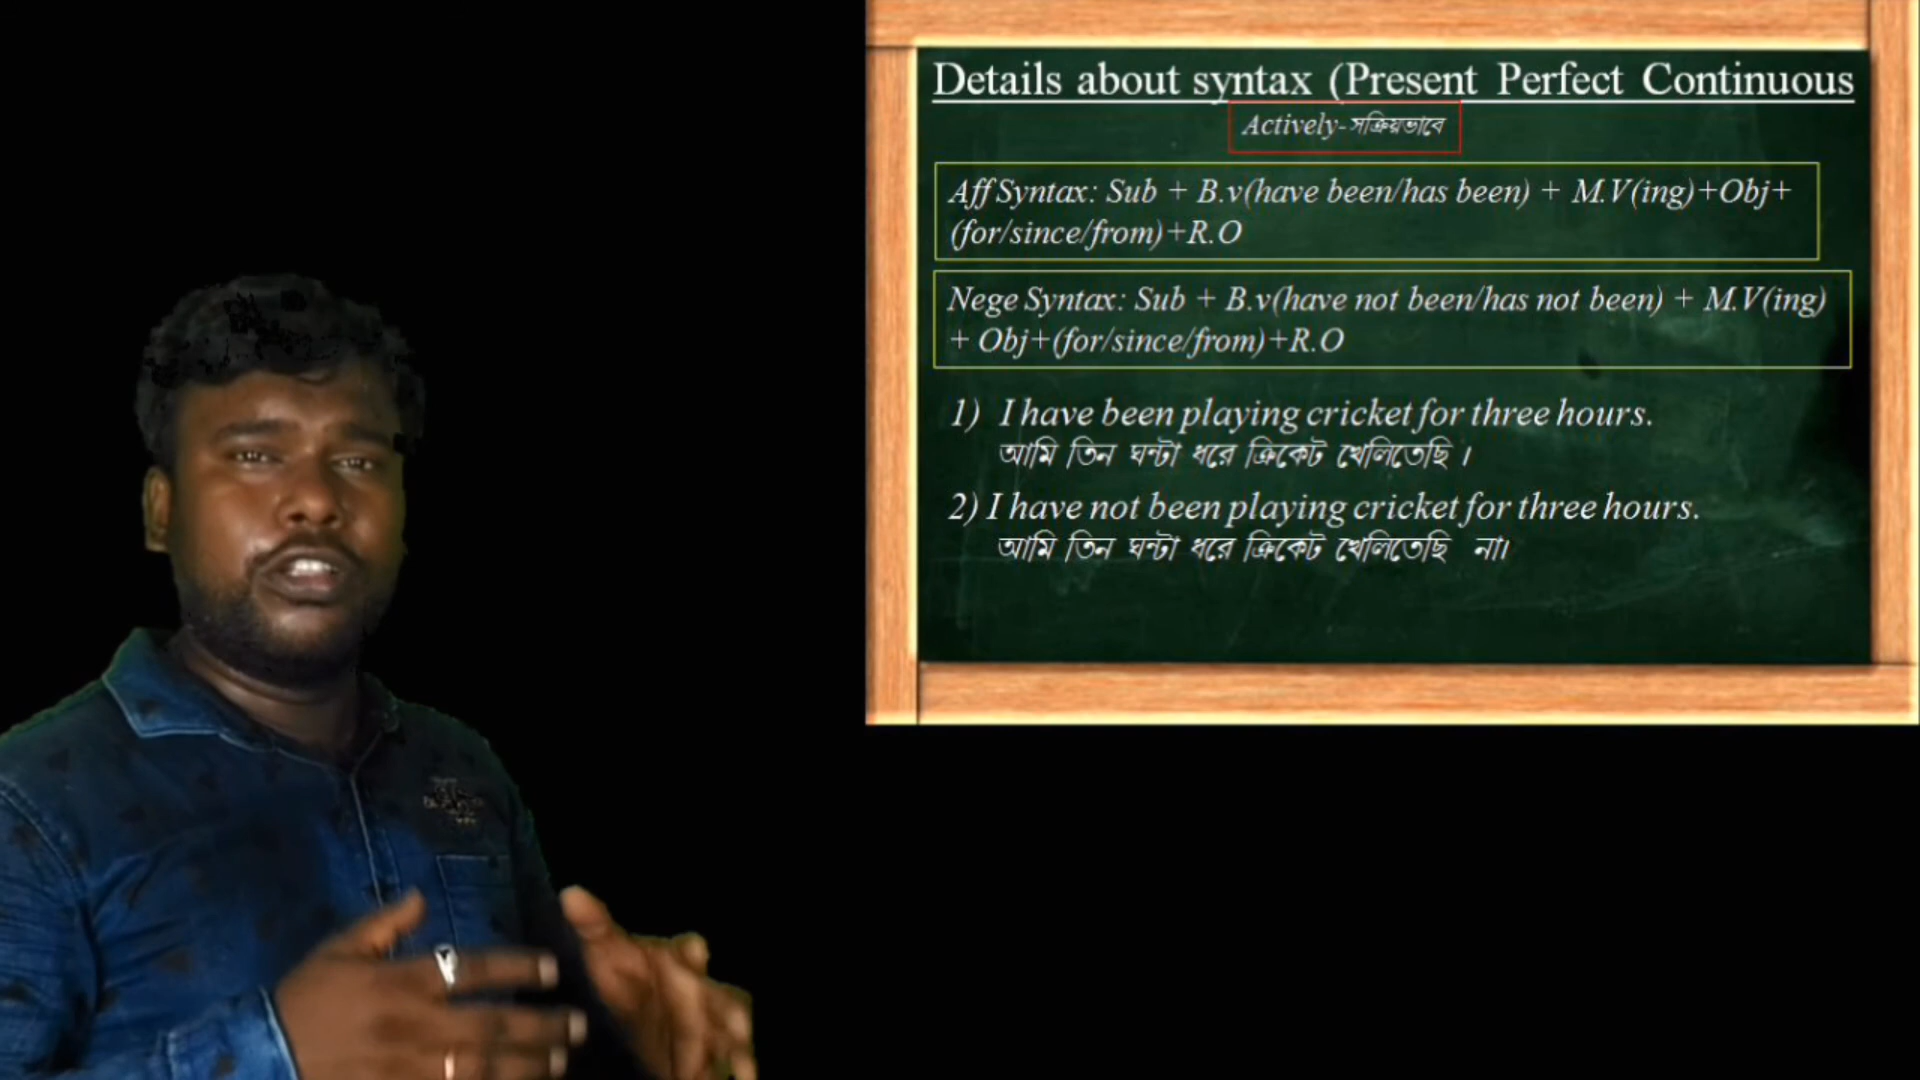 Details about syntax (Present Perfect Continuous
Actively-সক্রিয়ভাবে
Aff Syntax: Sub + B.v(have been/has been) + M.V(ing)+Obj+
(for/since/from)+R.O
Nege Syntax: Sub + B.v(have not been/has not been) + M.V(ing)
+ Obj+(for/since/from)+R.O
1) I have been playing cricket for three hours.
আমি তিন ঘন্টা ধরে ক্রিকেট খেলিতেছি ।
2) I have not been playing cricket for three hours.
আমি তিন ঘন্টা ধরে ক্রিকেট খেলিতেছি না।